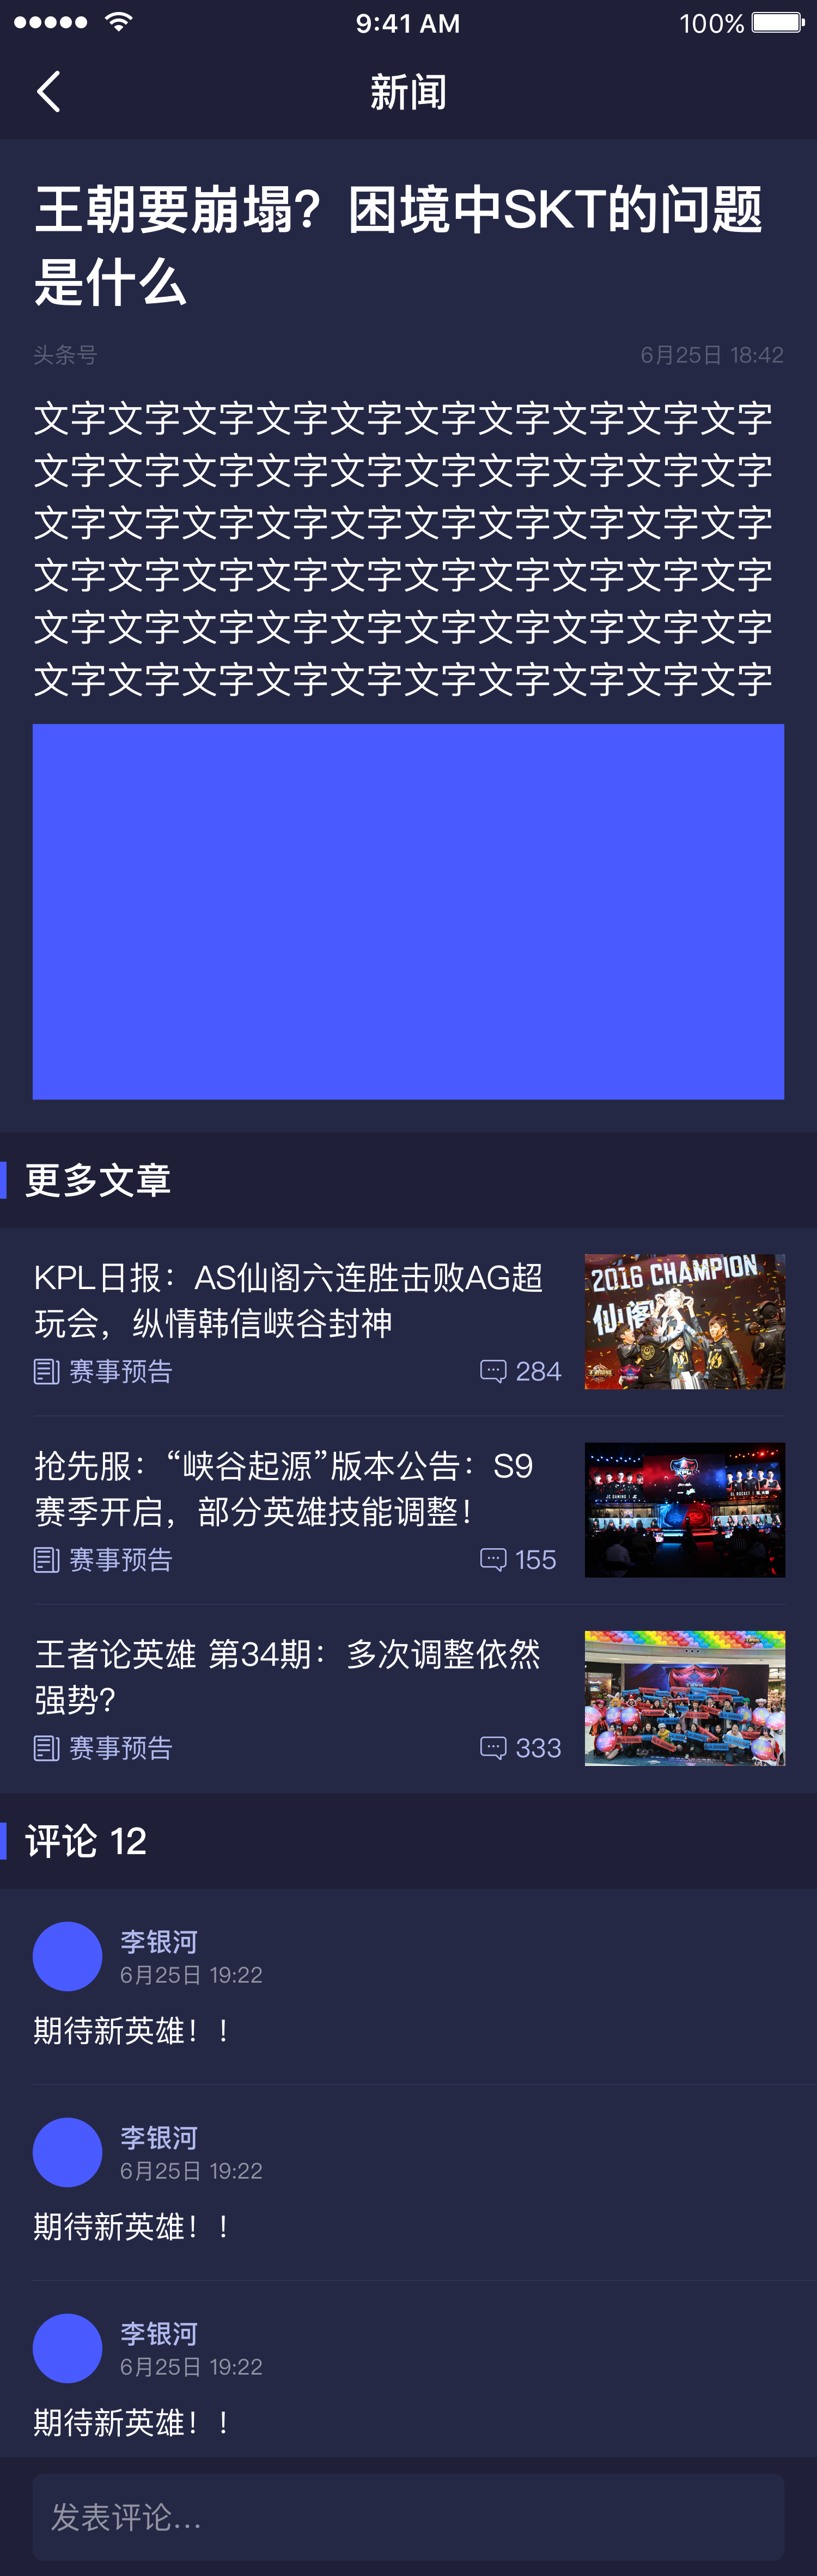 9:41 AM
100%
新闻
王朝要崩塌？困境中SKT的问题
是什么
头条号
6月25日 18:42
文字文字文字文字文字文字文字文字文字文字
文字文字文字文字文字文字文字文字文字文字
文字文字文字文字文字文字文字文字文字文字
文字文字文字文字文字文字文字文字文字文字
文字文字文字文字文字文字文字文字文字文字
文字文字文字文字文字文字文字文字文字文字
更多文章
KPL日报：AS仙阁六连胜击败AG超
玩会，纵情韩信峡谷封神
赛事预告
284
2016 CHAMPION
仙阁
抢先服：“峡谷起源”版本公告：S9
赛季开启，部分英雄技能调整！
赛事预告
155
王者论英雄 第34期：多次调整依然
强势？
赛事预告
333
评论 12
李银河
6月25日 19:22
期待新英雄！！
李银河
6月25日 19:22
期待新英雄！！
李银河
6月25日 19:22
期待新英雄！！
发表评论...